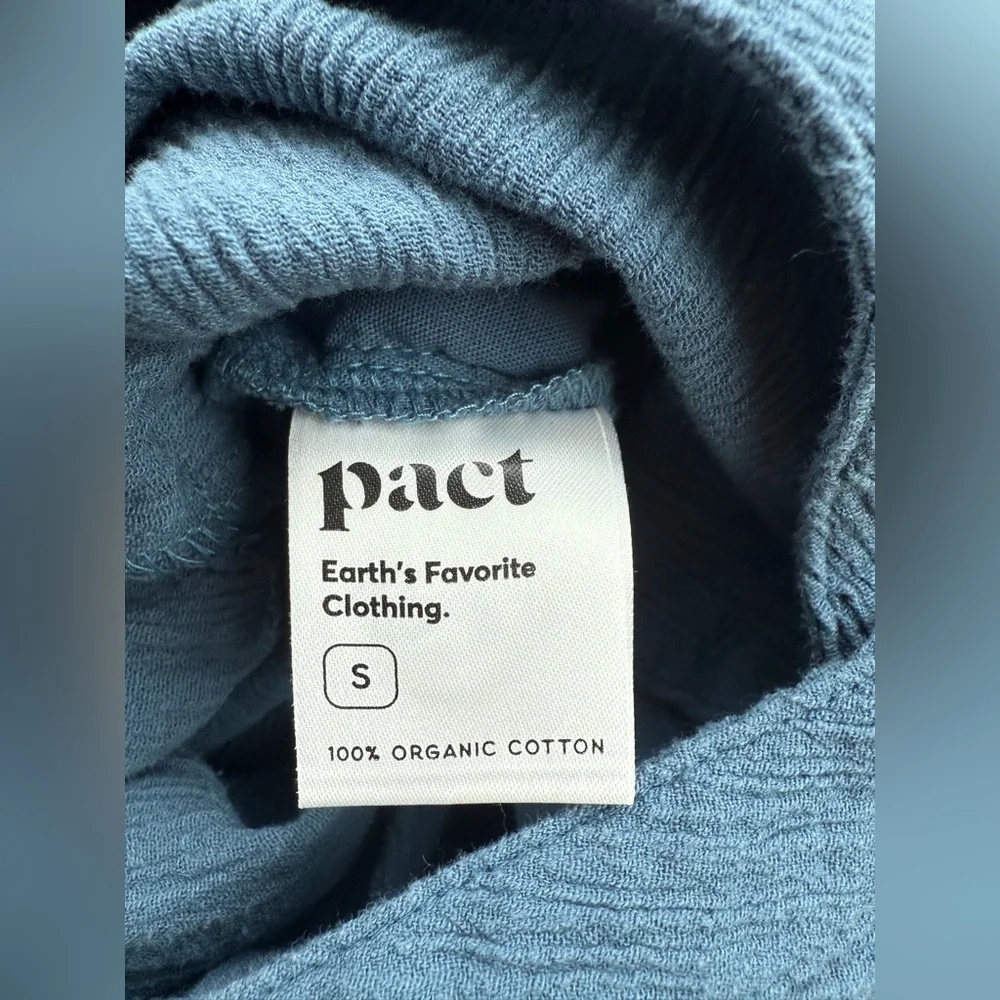 pact
Earth's Favorite
Clothing.
S
100% ORGANIC COTTON